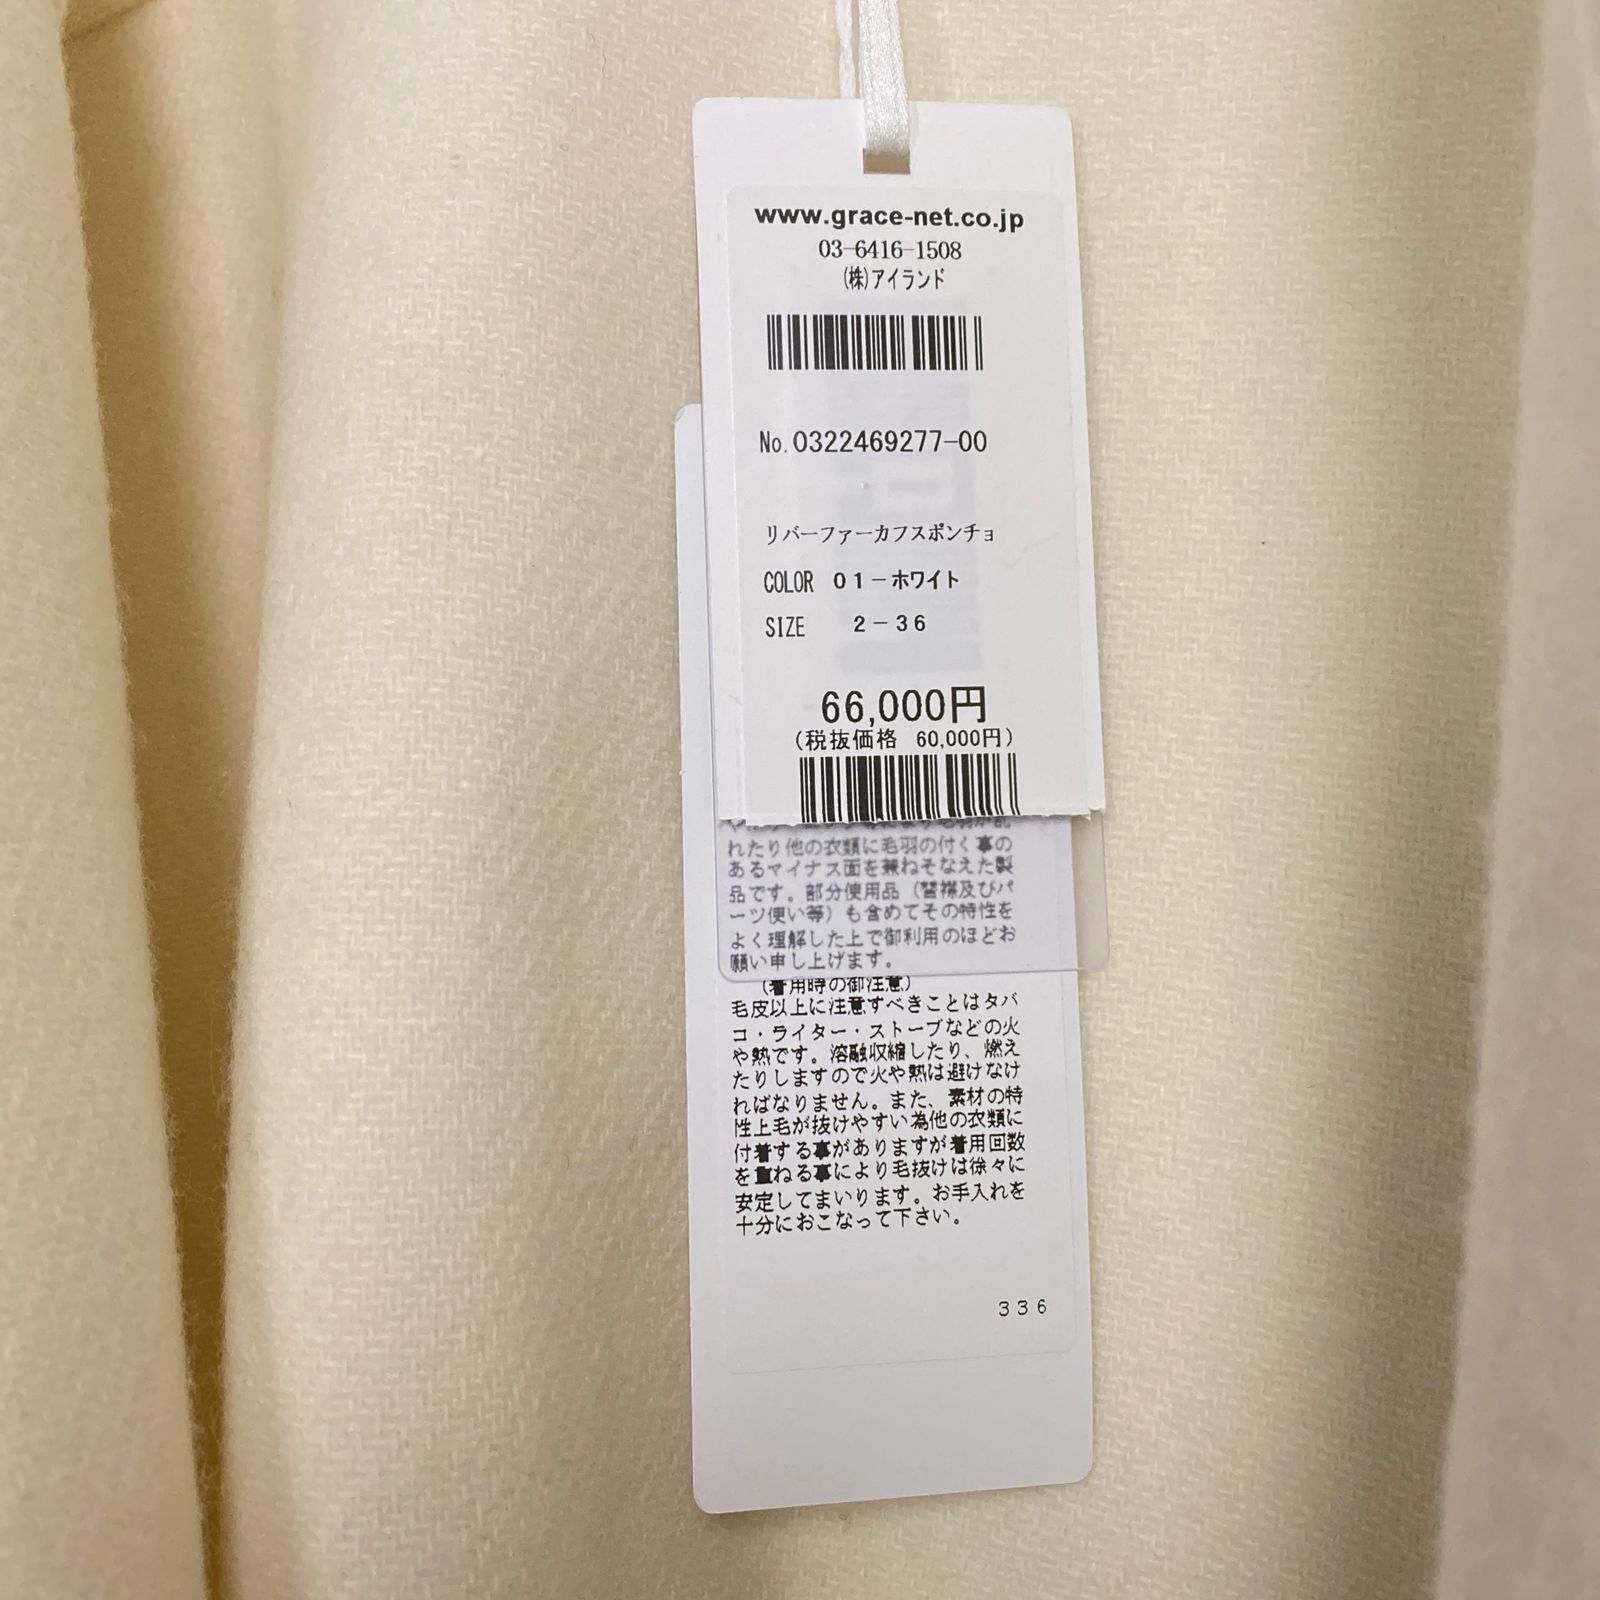 www.grace-net.co.jp
03-6416-1508
(株)アイランド
No.0322469277-00
リバーファーカフスポンチョ
COLOR 01-ホワイト
SIZE 2-36
66,000円
(税抜価格 60,000円)
れたり他の衣類に毛羽の付く事の
あるマイナス面を兼ねそなえた製
品です。部分使用品（替襟及びパ
ーツ使い等）も含めてその特性を
よく理解した上で御利用のほどお
願い申し上げます。
（着用時の御注意）
毛皮以上に注意すべきことはタバ
コ・ライター・ストーブなどの火
や熱です。溶融収縮したり、燃え
たりしますので火や熱は避けなけ
ればなりません。また、素材の特
性上毛が抜けやすい為他の衣類に
付着する事がありますが着用回数
を重ねる事により毛抜けは徐々に
安定してまいります。お手入れを
十分におこなって下さい。
336